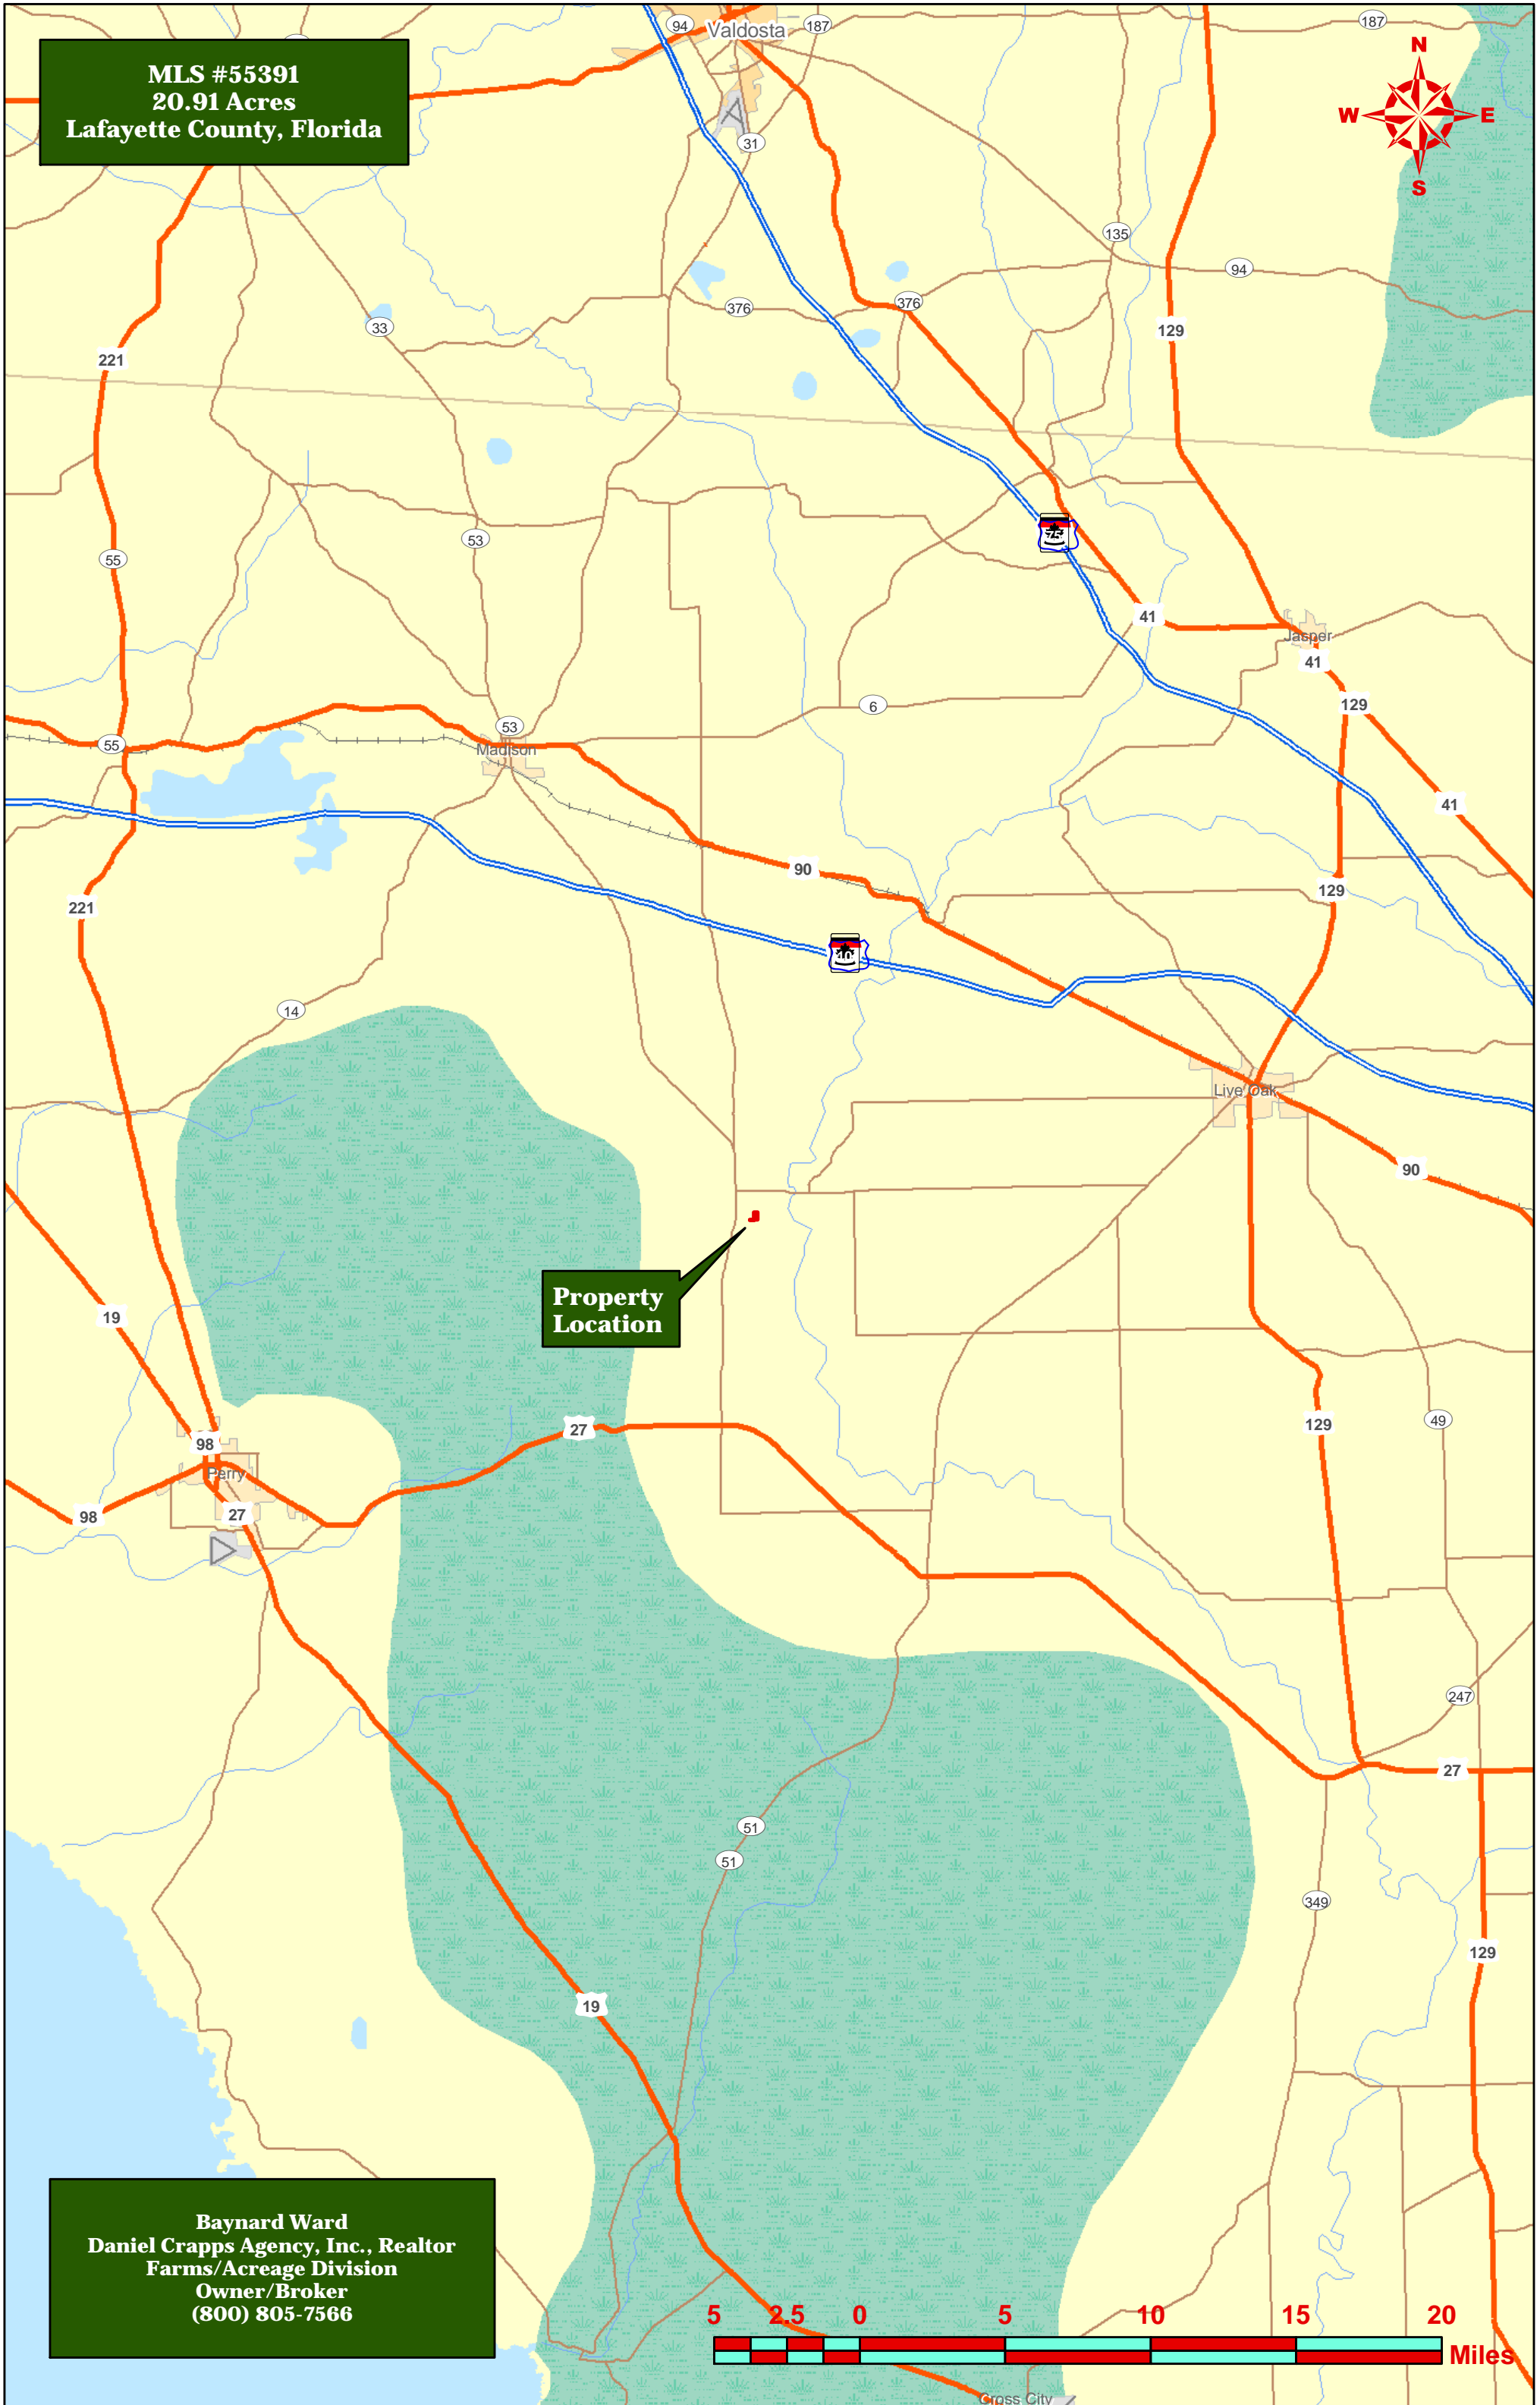 94
Valdosta
187
187
MLS #55391
20.91 Acres
Lafayette County, Florida
N
W
E
S
31
135
94
376
376
33
129
221
53
55
75
41
Jasper
41
6
129
53
55
Madison
41
90
129
221
10
14
Live Oak
90
Property
Location
19
27
129
49
98
Perry
98
27
247
27
51
51
349
129
19
Baynard Ward
Daniel Crapps Agency, Inc., Realtor
Farms/Acreage Division
Owner/Broker
(800) 805-7566
5 2.5 0 5 10 15 20
Miles
Cross City